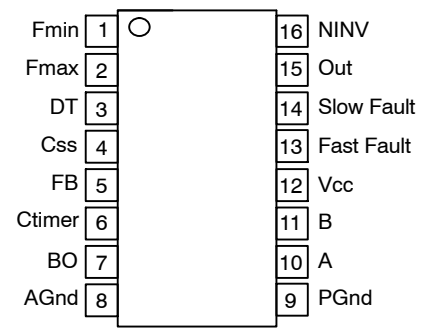 Fmin 1 16 NINV
Fmax 2 15 Out
DT 3 14 Slow Fault
Css 4 13 Fast Fault
FB 5 12 Vcc
Ctimer 6 11 B
BO 7 10 A
AGnd 8 9 PGnd